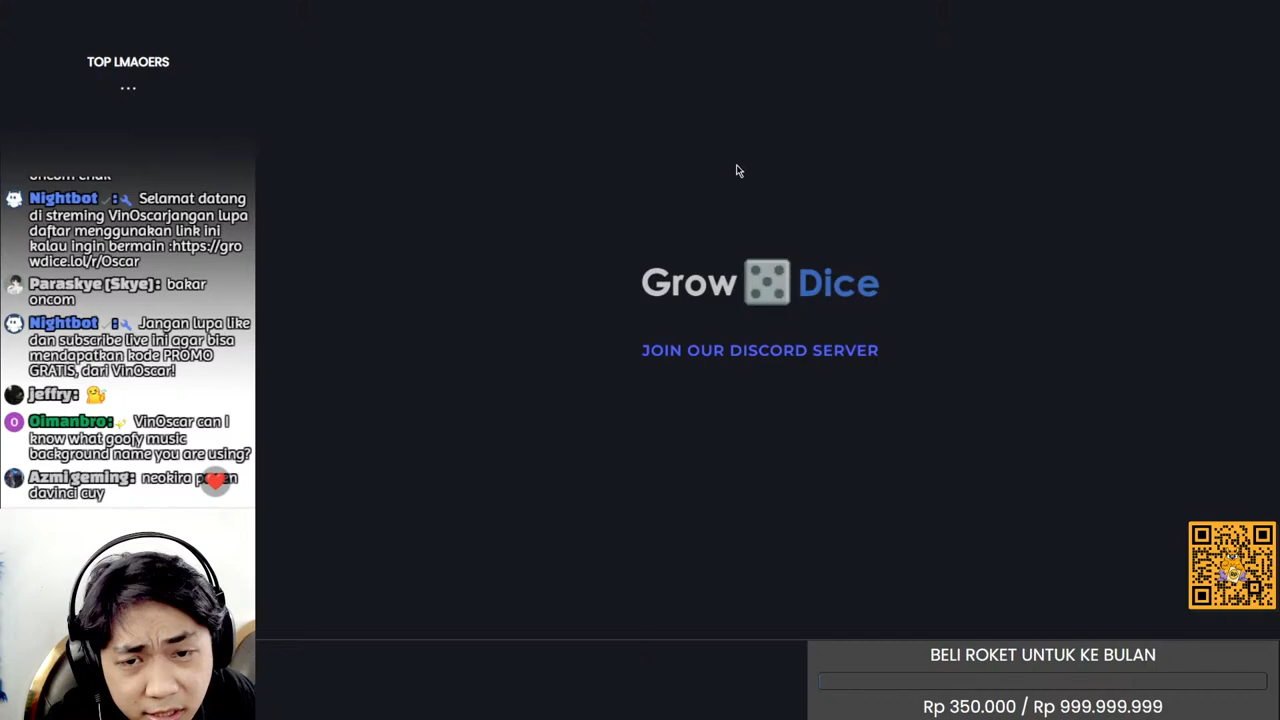 TOP LMAOERS
...
Nightbot : Selamat datang
di streming VinOscarjangan lupa
daftar menggunakan link ini
kalau ingin bermain :https://gro
wdice.lol/r/Oscar
Paraskye (Skye): bakar
oncom
Nightbot : Jangan lupa like
dan subscribe live ini agar bisa
mendapatkan kode PROMO
GRATIS, dari VinOscar!
jeffry:
Oimanbro: VinOscar can I
know what goofy music
background name you are using?
Azmi geming: neokira
davinci cuy
Grow Dice
JOIN OUR DISCORD SERVER
BELI ROKET UNTUK KE BULAN
Rp 350.000 / Rp 999.999.999